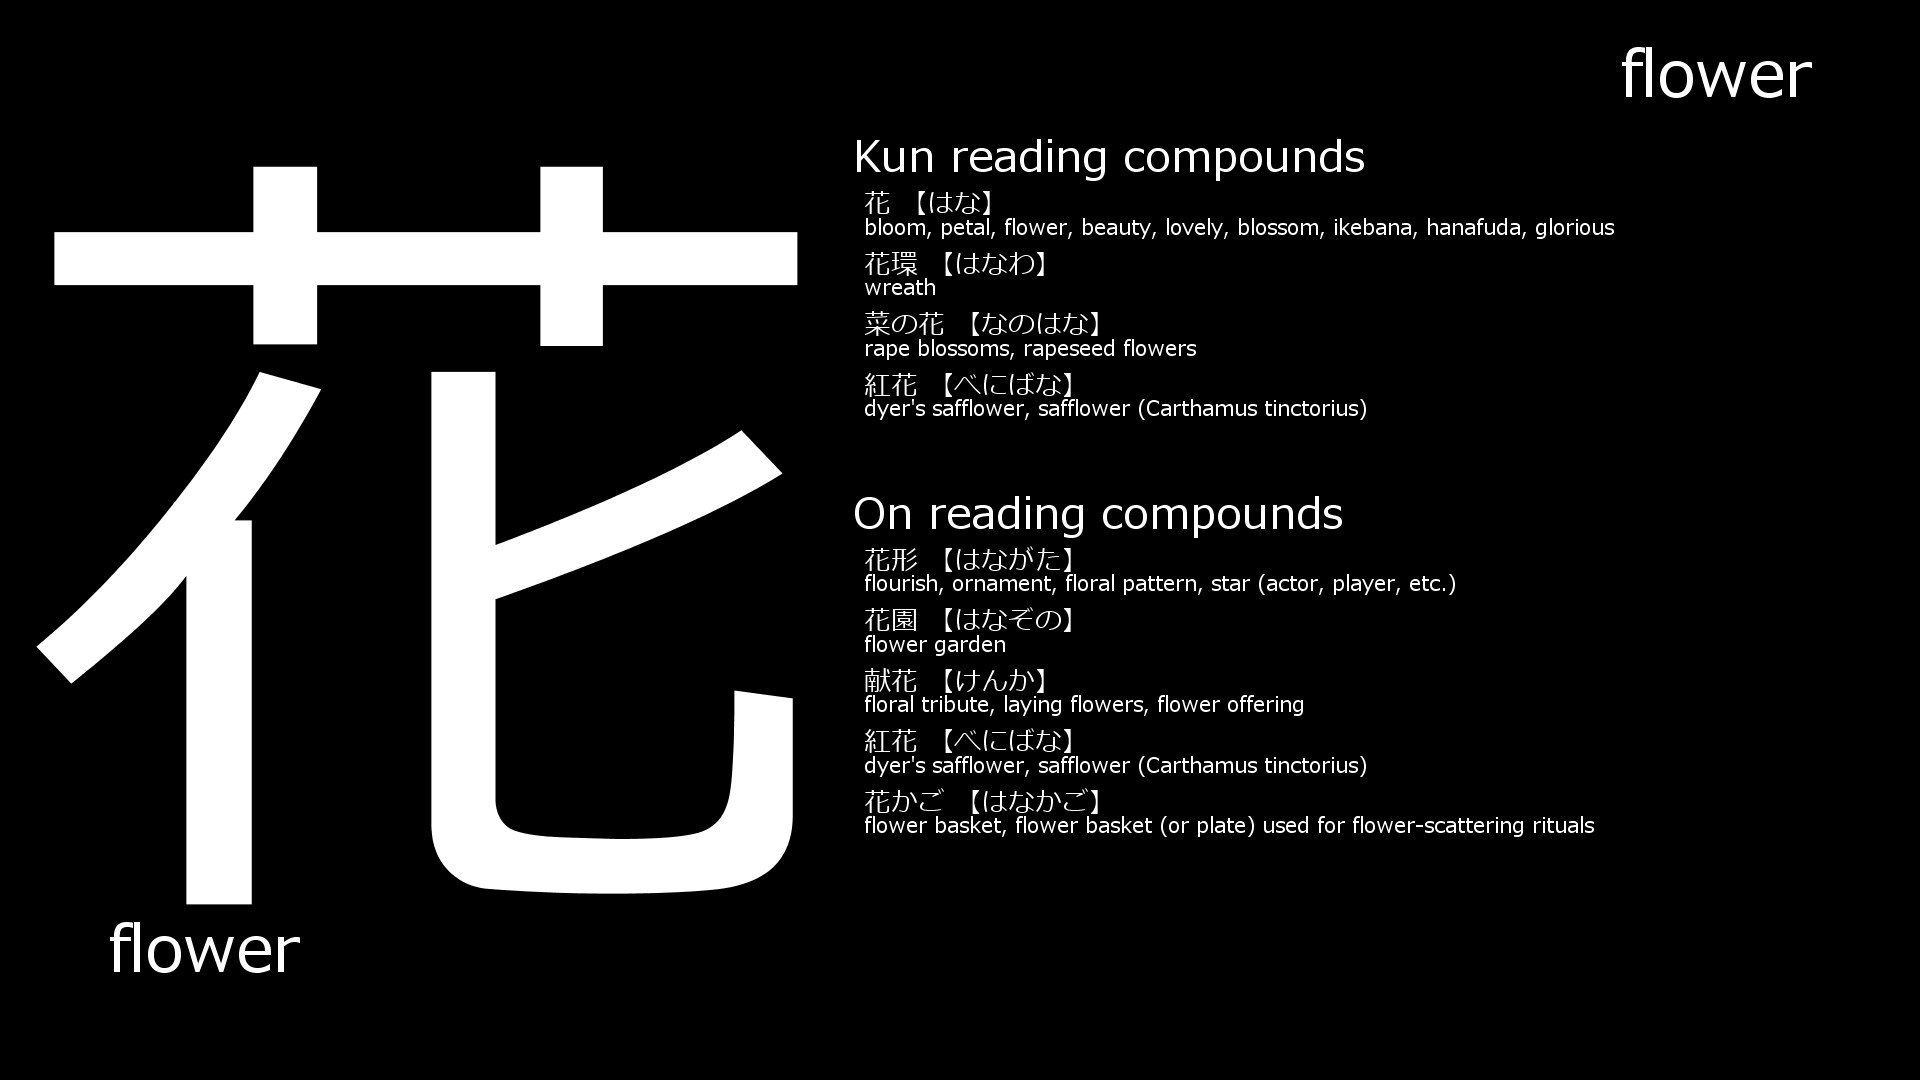 flower
花
flower
Kun reading compounds
花 【はな】
bloom, petal, flower, beauty, lovely, blossom, ikebana, hanafuda, glorious
花環 【はなわ】
wreath
菜の花 【なのはな】
rape blossoms, rapeseed flowers
紅花 【べにばな】
dyer's safflower, safflower (Carthamus tinctorius)
On reading compounds
花形 【はながた】
flourish, ornament, floral pattern, star (actor, player, etc.)
花園 【はなぞの】
flower garden
献花 【けんか】
floral tribute, laying flowers, flower offering
紅花 【べにばな】
dyer's safflower, safflower (Carthamus tinctorius)
花かご 【はなかご】
flower basket, flower basket (or plate) used for flower-scattering rituals